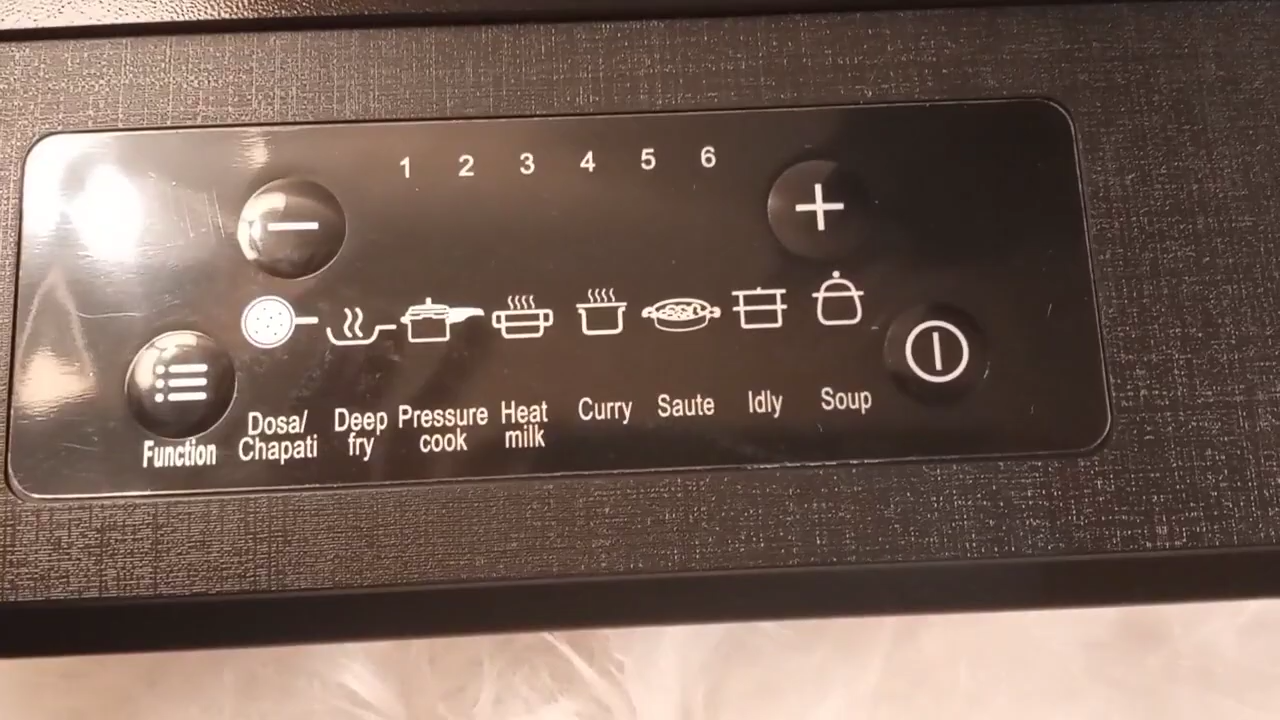 1 2 3 4 5 6
Function
Dosa/
Chapati
Deep
fry
Pressure
cook
Heat
milk
Curry
Saute
Idly
Soup